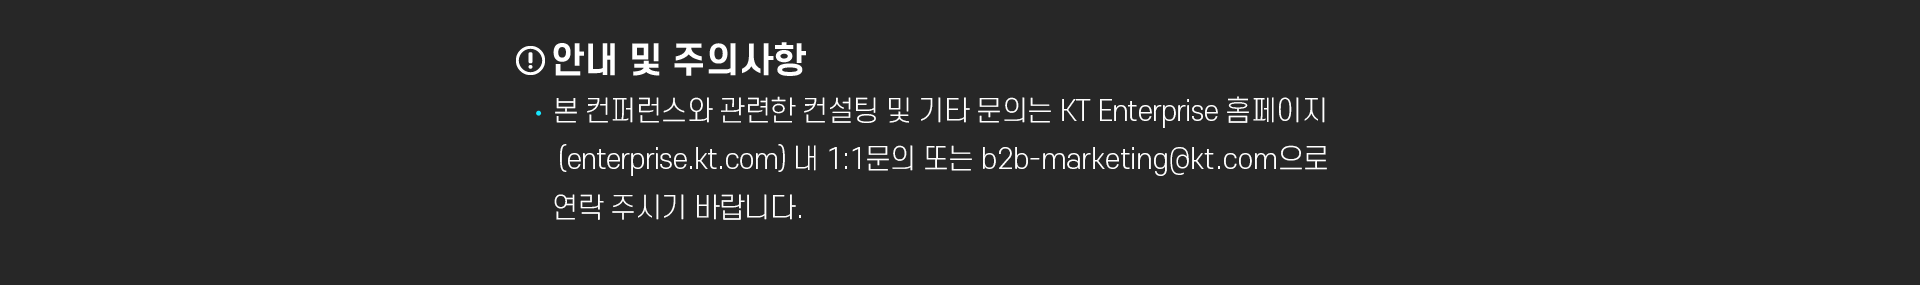 안내 및 주의사항
• 본 컨퍼런스와 관련한 컨설팅 및 기타 문의는 KT Enterprise 홈페이지
(enterprise.kt.com) 내 1:1문의 또는 b2b-marketing@kt.com으로
연락 주시기 바랍니다.